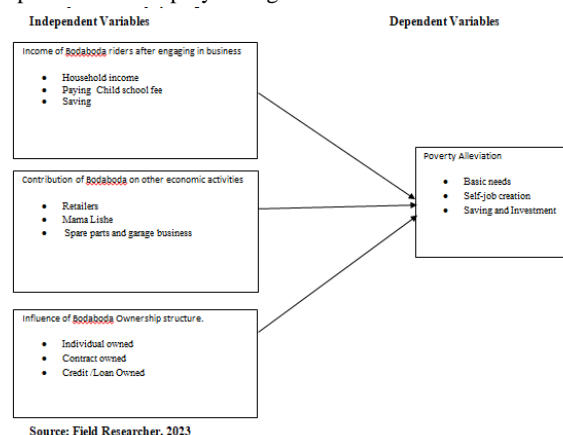 Independent Variables
Dependent Variables
Income of Bodaboda riders after engaging in business
• Household income
• Paying Child school fee
• Saving
Contribution of Bodaboda on other economic activities
• Retailers
• Mama Lishe
• Spare parts and garage business
Influence of Bodaboda Ownership structure.
• Individual owned
• Contract owned
• Credit /Loan Owned
Poverty Alleviation
• Basic needs
• Self-job creation
• Saving and Investment
Source: Field Researcher, 2023